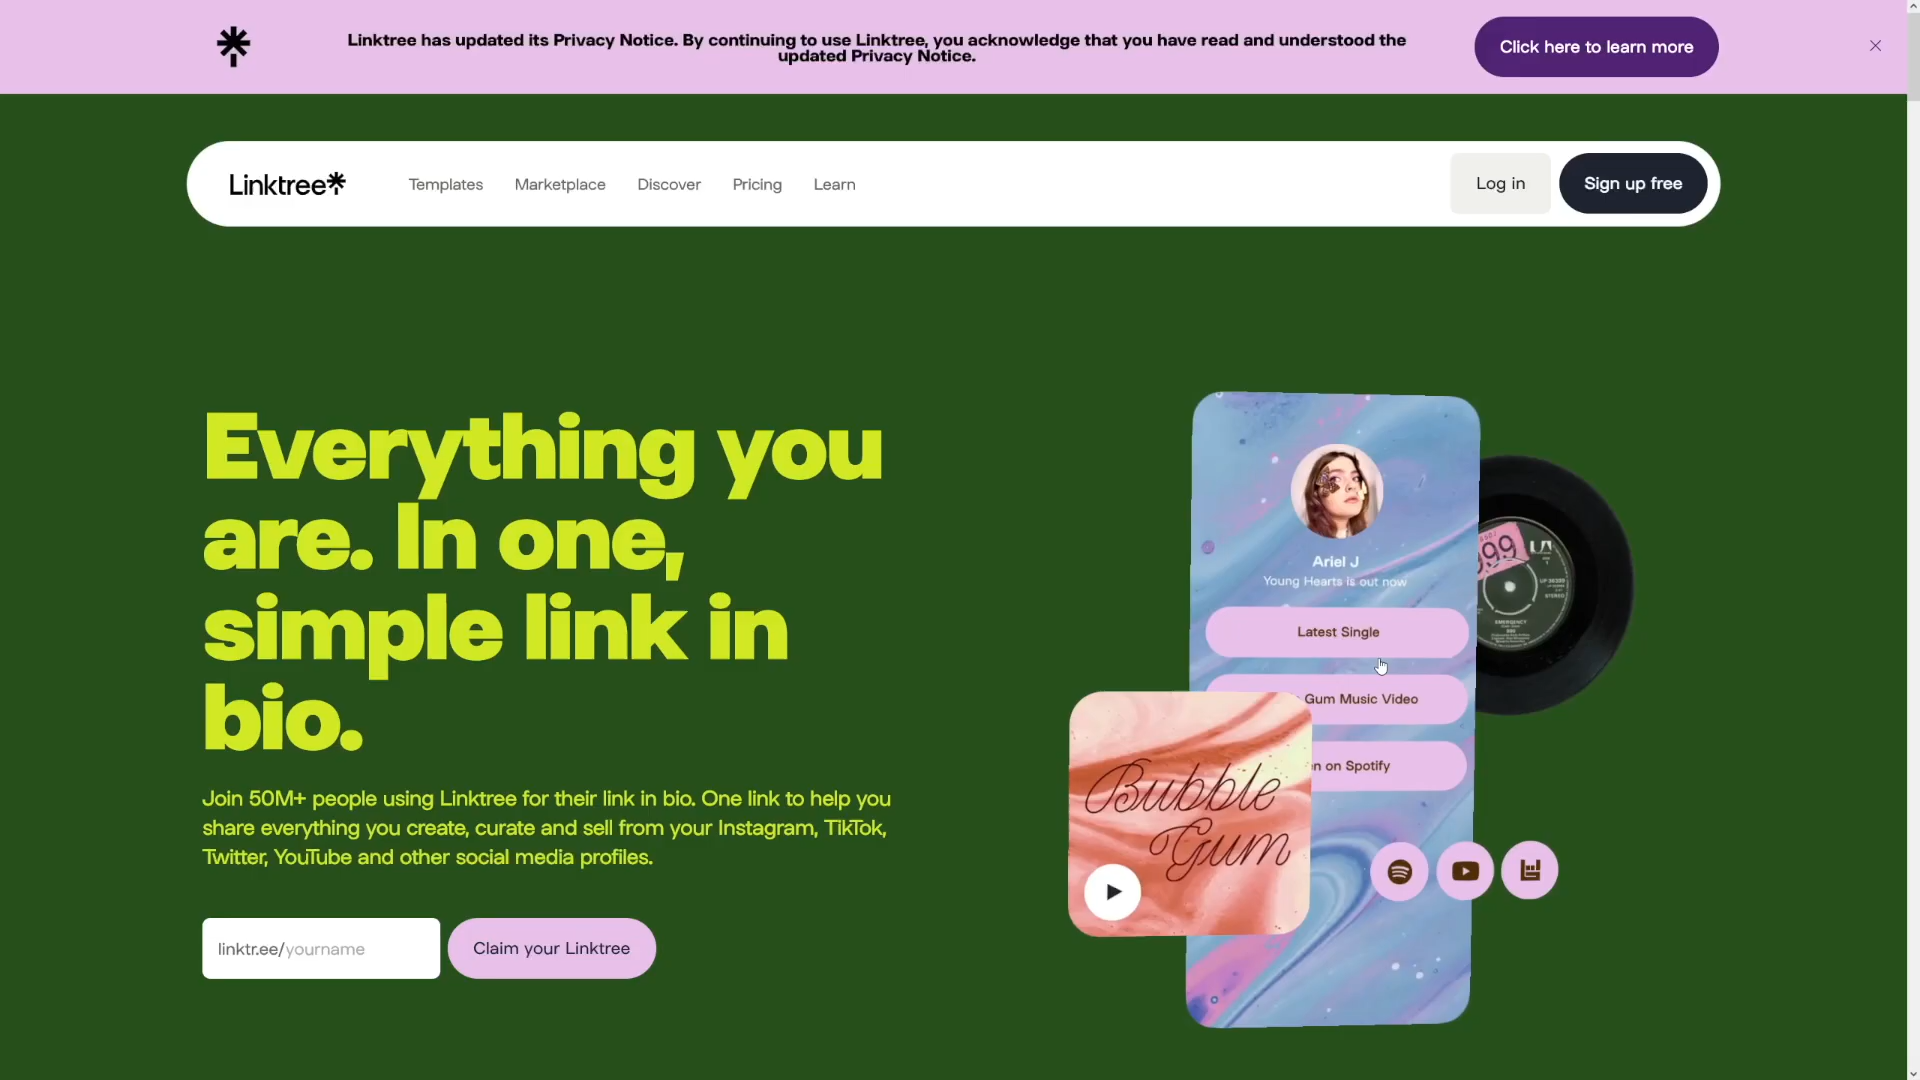 Linktree has updated its Privacy Notice. By continuing to use Linktree, you acknowledge that you have read and understood the
updated Privacy Notice.
Click here to learn more
Linktree
Templates
Marketplace
Discover
Pricing
Learn
Log in
Sign up free
Everything you
are. In one,
simple link in
bio.
Join 50M+ people using Linktree for their link in bio. One link to help you
share everything you create, curate and sell from your Instagram, TikTok,
Twitter, YouTube and other social media profiles.
linktr.ee/yourname
Claim your Linktree
Ariel J
Young Hearts is out now
Latest Single
Gum Music Video
on Spotify
Bubble
Gum
99
UA
EMERGENCY
STEREO